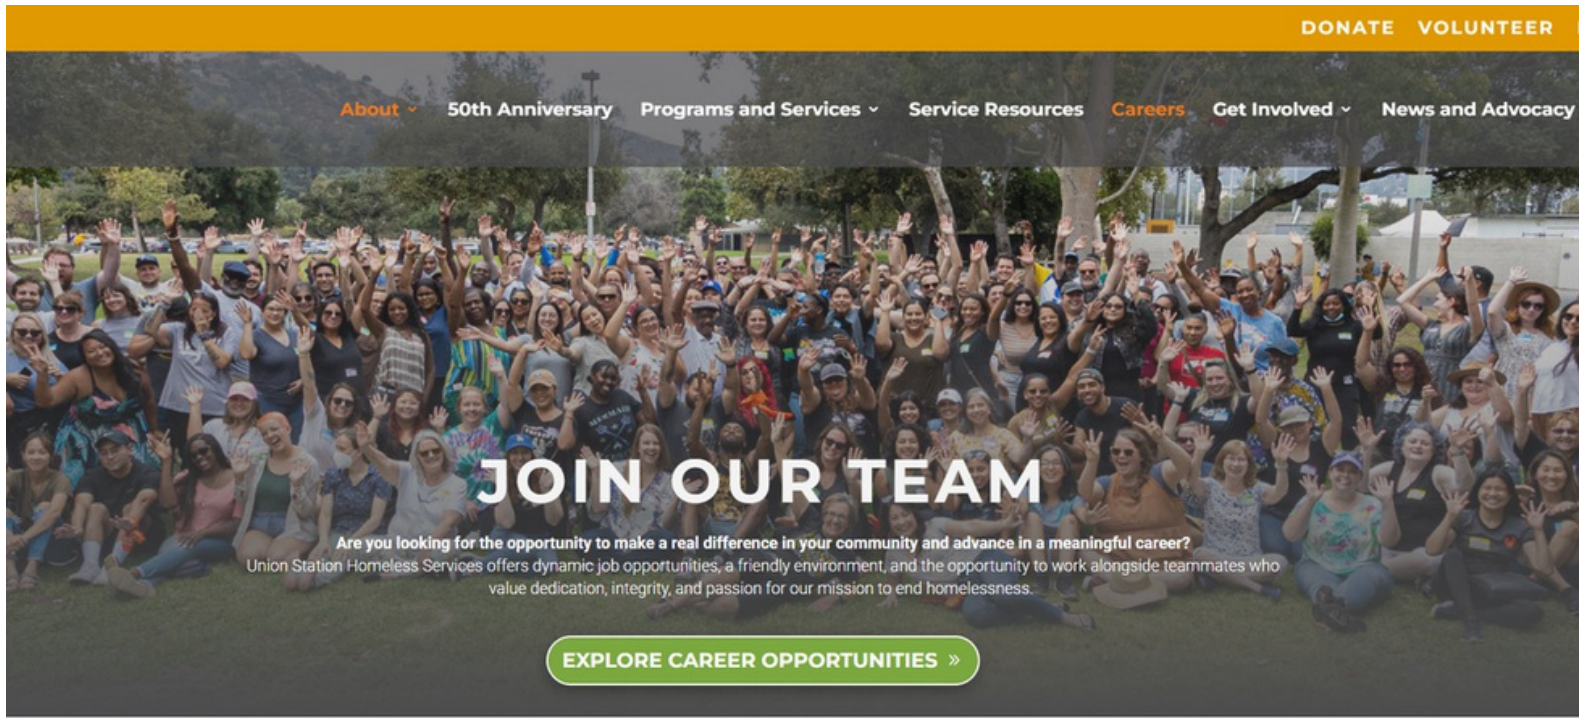 DONATE VOLUNTEER
About 50th Anniversary Programs and Services Service Resources Careers Get Involved News and Advocacy
MERMAID
JOIN OUR TEAM
Are you looking for the opportunity to make a real difference in your community and advance in a meaningful career?
Union Station Homeless Services offers dynamic job opportunities, a friendly environment, and the opportunity to work alongside teammates who
value dedication, integrity, and passion for our mission to end homelessness.
EXPLORE CAREER OPPORTUNITIES »